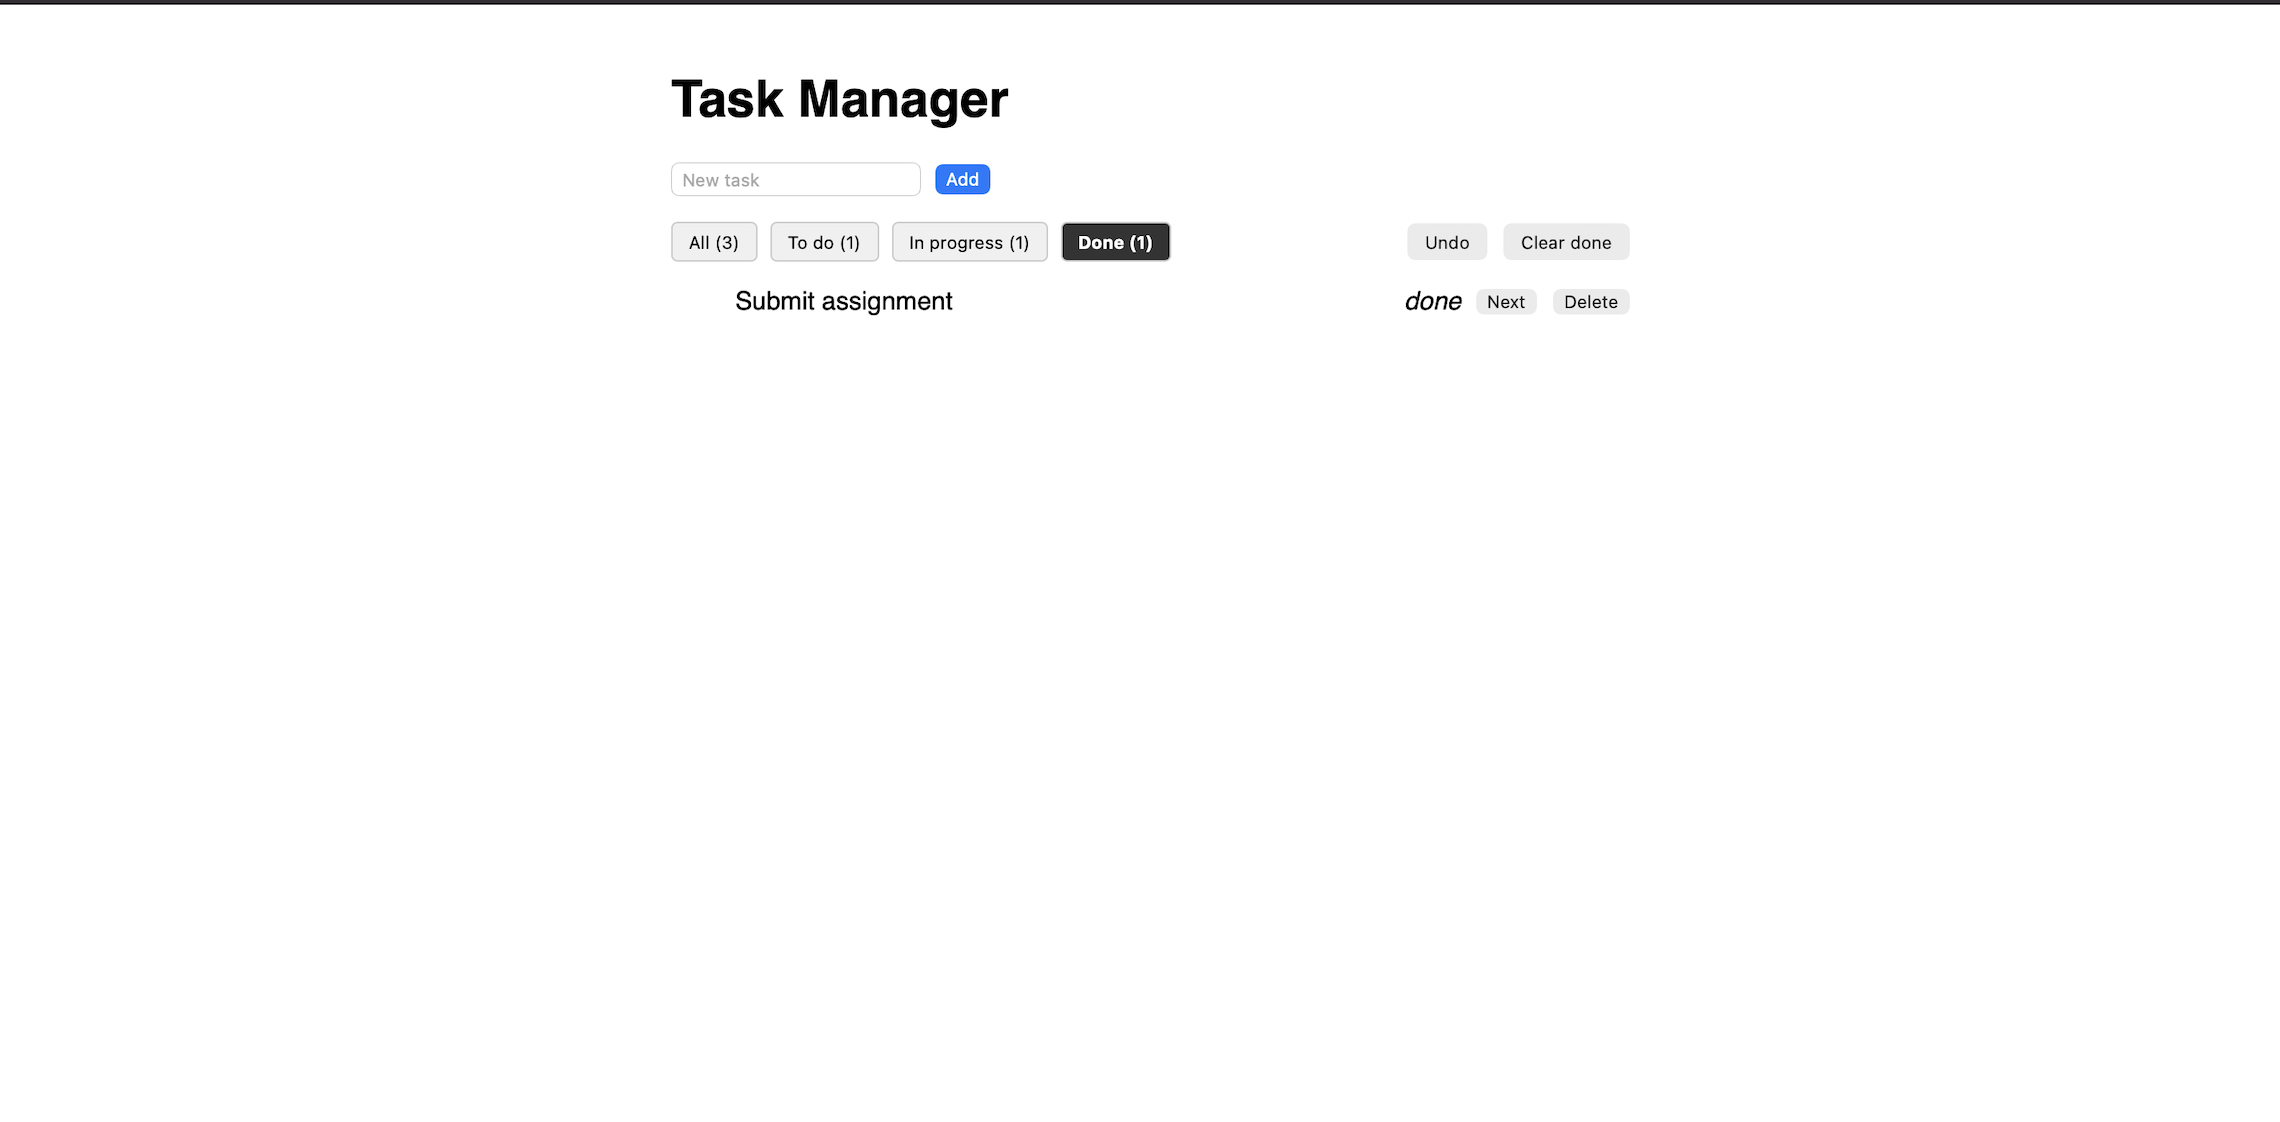 Task Manager
New task Add
All (3) To do (1) In progress (1) Done (1) Undo Clear done
Submit assignment done Next Delete